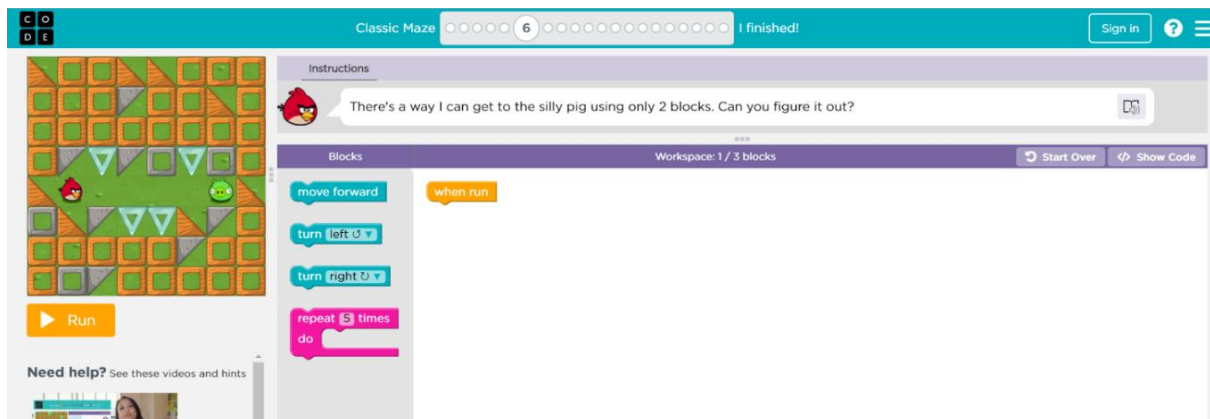 C O
D E
Classic Maze 6 I finished!
Sign in ?
Instructions
There's a way I can get to the silly pig using only 2 blocks. Can you figure it out?
Blocks
Workspace: 1 / 3 blocks
Start Over
</> Show Code
move forward
when run
turn left ↺ ▼
turn right ↻ ▼
repeat 5 times
do
Run
Need help? See these videos and hints